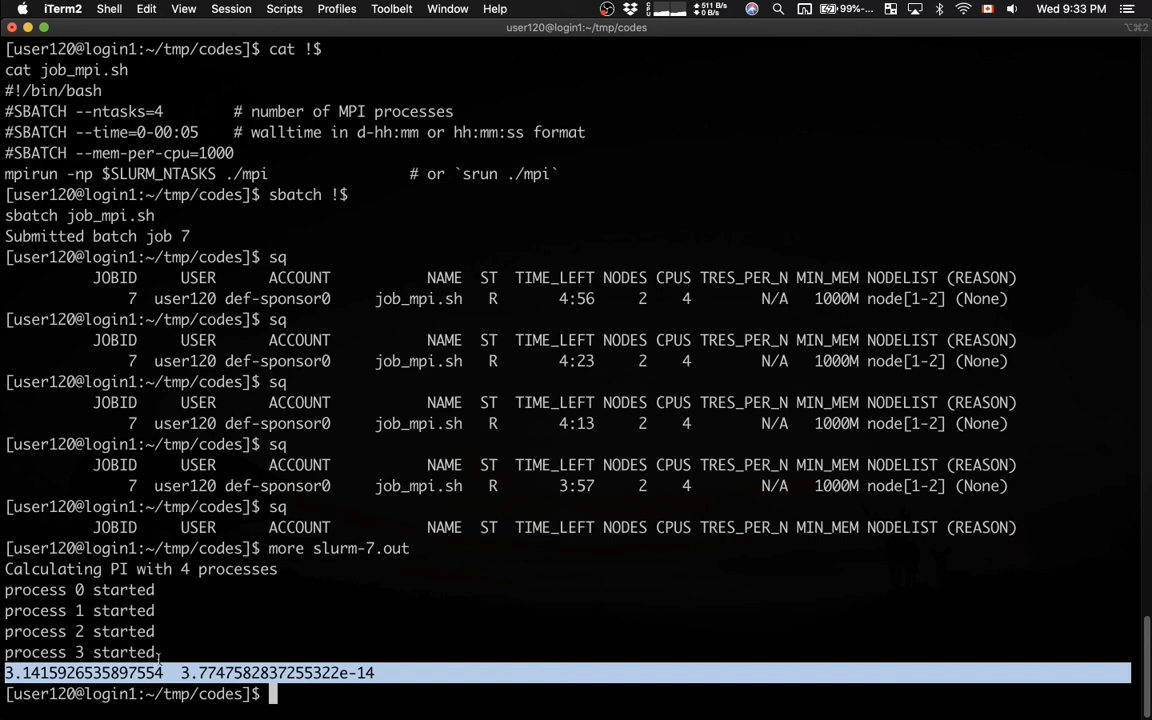 iTerm2 Shell Edit View Session Scripts Profiles Toolbelt Window Help 511 B/s 0 B/s 99% Wed 9:33 PM
user120@login1:~/tmp/codes ⌥⌘2
[user120@login1:~/tmp/codes]$ cat !$
cat job_mpi.sh
#!/bin/bash
#SBATCH --ntasks=4        # number of MPI processes
#SBATCH --time=0-00:05    # walltime in d-hh:mm or hh:mm:ss format
#SBATCH --mem-per-cpu=1000
mpirun -np $SLURM_NTASKS ./mpi                # or `srun ./mpi`
[user120@login1:~/tmp/codes]$ sbatch !$
sbatch job_mpi.sh
Submitted batch job 7
[user120@login1:~/tmp/codes]$ sq
JOBID USER ACCOUNT NAME ST TIME_LEFT NODES CPUS TRES_PER_N MIN_MEM NODELIST (REASON)
7 user120 def-sponsor0 job_mpi.sh R 4:56 2 4 N/A 1000M node[1-2] (None)
[user120@login1:~/tmp/codes]$ sq
JOBID USER ACCOUNT NAME ST TIME_LEFT NODES CPUS TRES_PER_N MIN_MEM NODELIST (REASON)
7 user120 def-sponsor0 job_mpi.sh R 4:23 2 4 N/A 1000M node[1-2] (None)
[user120@login1:~/tmp/codes]$ sq
JOBID USER ACCOUNT NAME ST TIME_LEFT NODES CPUS TRES_PER_N MIN_MEM NODELIST (REASON)
7 user120 def-sponsor0 job_mpi.sh R 4:13 2 4 N/A 1000M node[1-2] (None)
[user120@login1:~/tmp/codes]$ sq
JOBID USER ACCOUNT NAME ST TIME_LEFT NODES CPUS TRES_PER_N MIN_MEM NODELIST (REASON)
7 user120 def-sponsor0 job_mpi.sh R 3:57 2 4 N/A 1000M node[1-2] (None)
[user120@login1:~/tmp/codes]$ sq
JOBID USER ACCOUNT NAME ST TIME_LEFT NODES CPUS TRES_PER_N MIN_MEM NODELIST (REASON)
[user120@login1:~/tmp/codes]$ more slurm-7.out
Calculating PI with 4 processes
process 0 started
process 1 started
process 2 started
process 3 started
3.1415926535897554  3.7747582837255322e-14
[user120@login1:~/tmp/codes]$